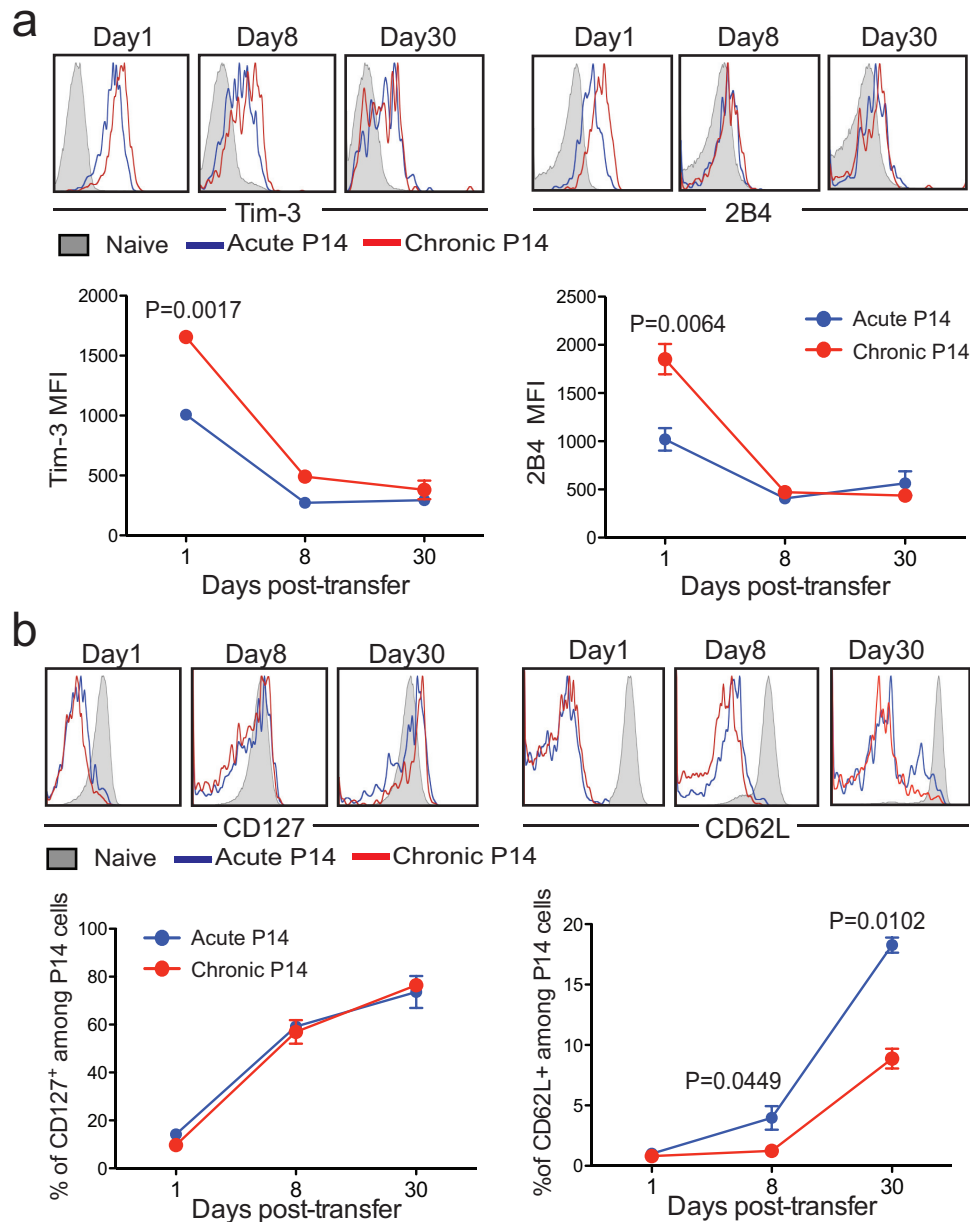 a
Day1 Day8 Day30
Day1 Day8 Day30
Tim-3
2B4
Naive Acute P14 Chronic P14
2000
1500
1000
500
0
Tim-3 MFI
P=0.0017
1 8 30
Days post-transfer
2500
2000
1500
1000
500
0
2B4 MFI
P=0.0064
Acute P14
Chronic P14
1 8 30
Days post-transfer
b
Day1 Day8 Day30
Day1 Day8 Day30
CD127
CD62L
Naive Acute P14 Chronic P14
100
80
60
40
20
0
% of CD127+ among P14 cells
Acute P14
Chronic P14
1 8 30
Days post-transfer
20
15
10
5
0
%of CD62L+ among P14 cells
P=0.0449
P=0.0102
1 8 30
Days post-transfer